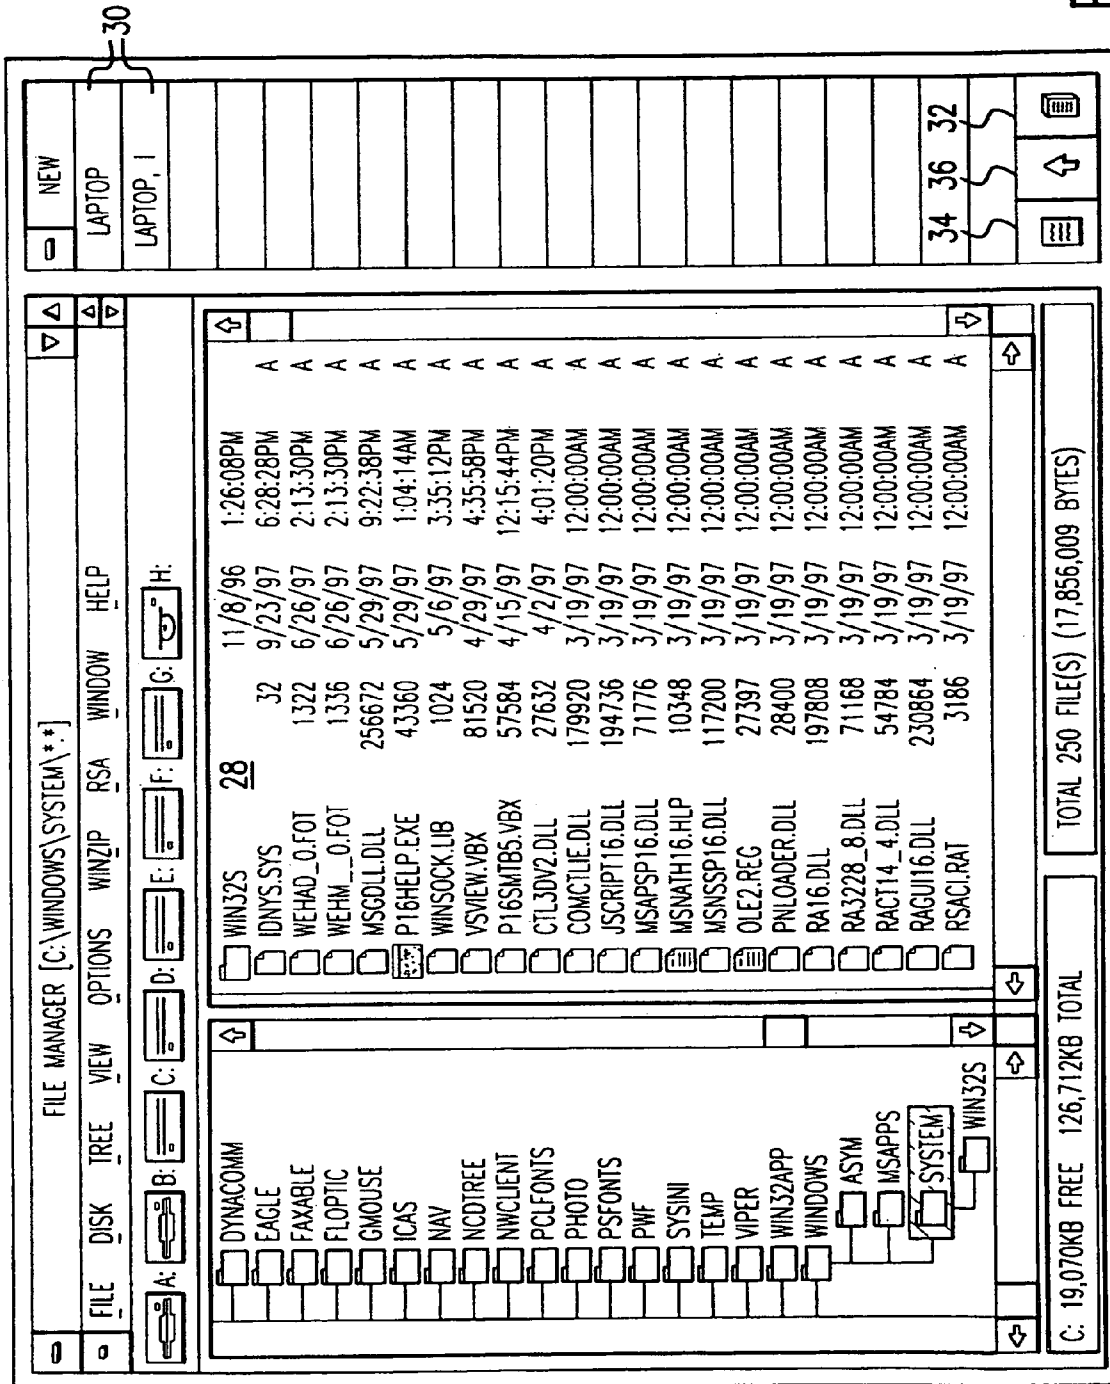 FILE MANAGER [C:\WINDOWS\SYSTEM\*.*]
FILE DISK TREE VIEW OPTIONS WINZIP RSA WINDOW HELP
A: B: C: D: E: F: G: H:
DYNACOMM
EAGLE
FAXABLE
FLOPTIC
GMOUSE
ICAS
NAV
NCDTREE
NWCLIENT
PCLFONTS
PHOTO
PSFONTS
PWF
SYSINI
TEMP
VIPER
WIN32APP
WINDOWS
ASYM
MSAPPS
SYSTEM
WIN32S
28
WIN32S 11/8/96 1:26:08PM
IDNYS.SYS 32 9/23/97 6:28:28PM A
WEHAD_0.FOT 1322 6/26/97 2:13:30PM A
WEHM_0.FOT 1336 6/26/97 2:13:30PM A
MSGDLL.DLL 256672 5/29/97 9:22:38PM A
P16HELP.EXE 43360 5/29/97 1:04:14AM A
WINSOCK.LIB 1024 5/6/97 3:35:12PM A
VSVIEW.VBX 81520 4/29/97 4:35:58PM A
P16SMTB5.VBX 57584 4/15/97 12:15:44PM A
CTL3DV2.DLL 27632 4/2/97 4:01:20PM A
COMCTLIE.DLL 179920 3/19/97 12:00:00AM A
JSCRIPT16.DLL 194736 3/19/97 12:00:00AM A
MSAPSP16.DLL 71776 3/19/97 12:00:00AM A
MSNATH16.HLP 10348 3/19/97 12:00:00AM A
MSNSSP16.DLL 117200 3/19/97 12:00:00AM A
OLE2.REG 27397 3/19/97 12:00:00AM A
PNLOADER.DLL 28400 3/19/97 12:00:00AM A
RA16.DLL 197808 3/19/97 12:00:00AM A
RA3228_8.DLL 71168 3/19/97 12:00:00AM A
RACT14_4.DLL 54784 3/19/97 12:00:00AM A
RAGUI16.DLL 230864 3/19/97 12:00:00AM A
RSACI.RAT 3186 3/19/97 12:00:00AM A
C: 19,070KB FREE 126,712KB TOTAL
TOTAL 250 FILE(S) (17,856,009 BYTES)
NEW
LAPTOP
LAPTOP, 1
30
34 36 32